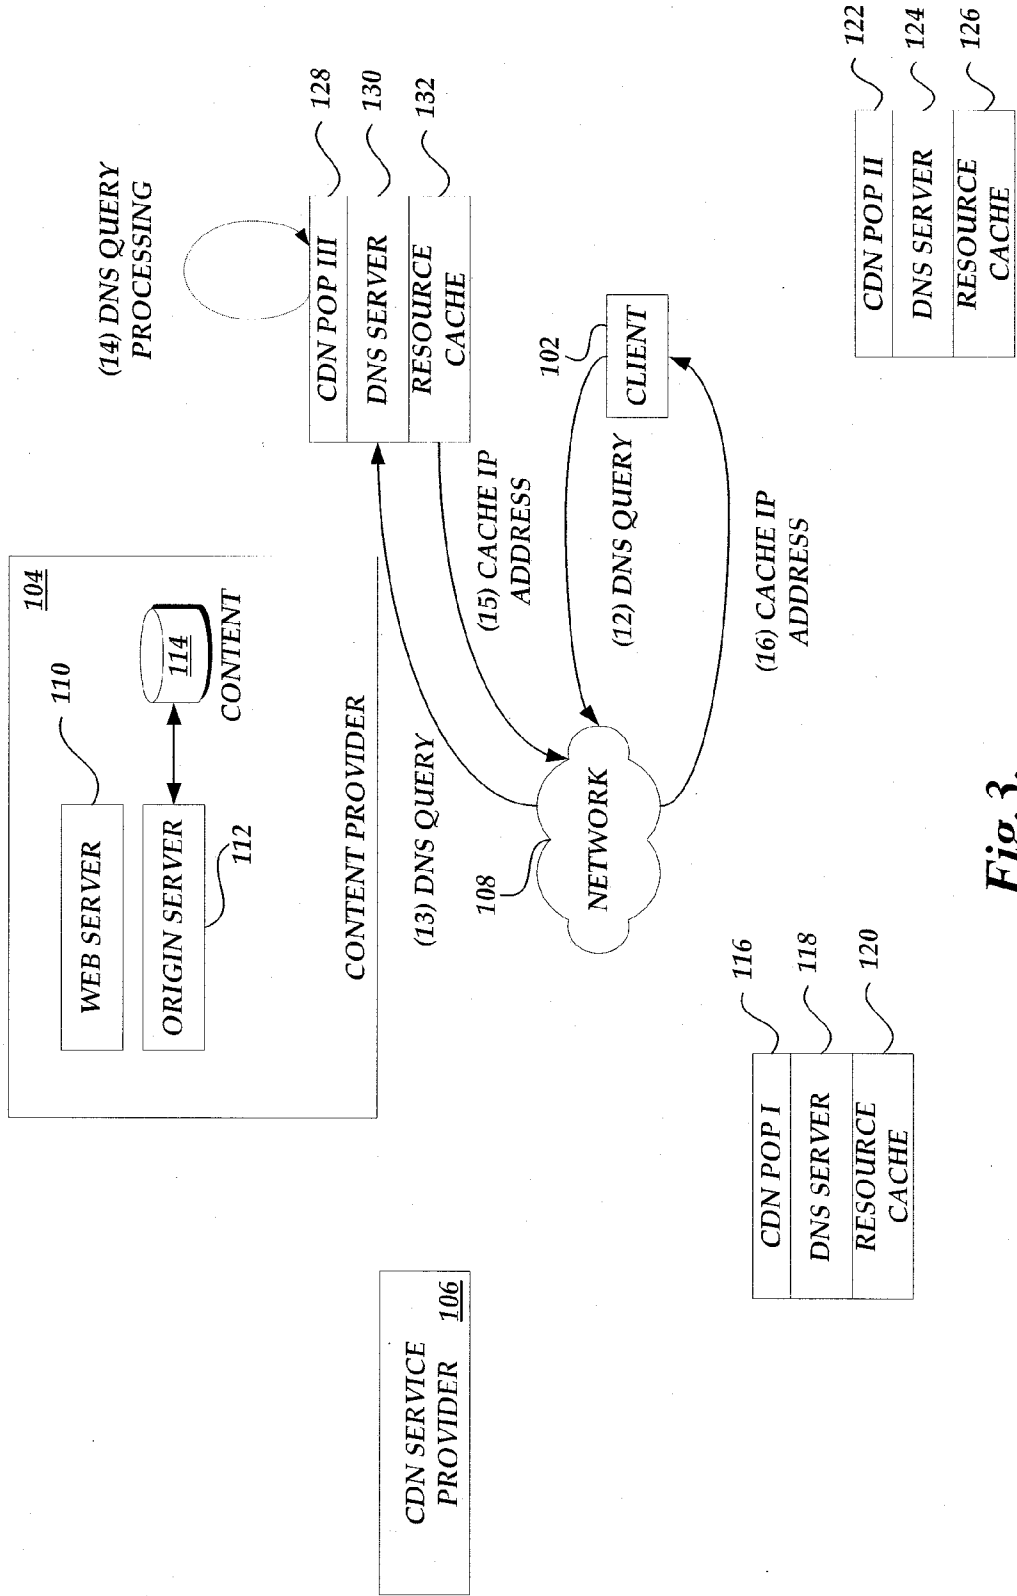 104
110
WEB SERVER
ORIGIN SERVER
112
114
CONTENT
CONTENT PROVIDER
(14) DNS QUERY
PROCESSING
CDN POP III
128
DNS SERVER
130
RESOURCE
CACHE
132
CDN SERVICE
PROVIDER
106
(13) DNS QUERY
(15) CACHE IP
ADDRESS
108
NETWORK
(12) DNS QUERY
102
CLIENT
(16) CACHE IP
ADDRESS
CDN POP I
116
DNS SERVER
118
RESOURCE
CACHE
120
CDN POP II
122
DNS SERVER
124
RESOURCE
CACHE
126
Fig.3.